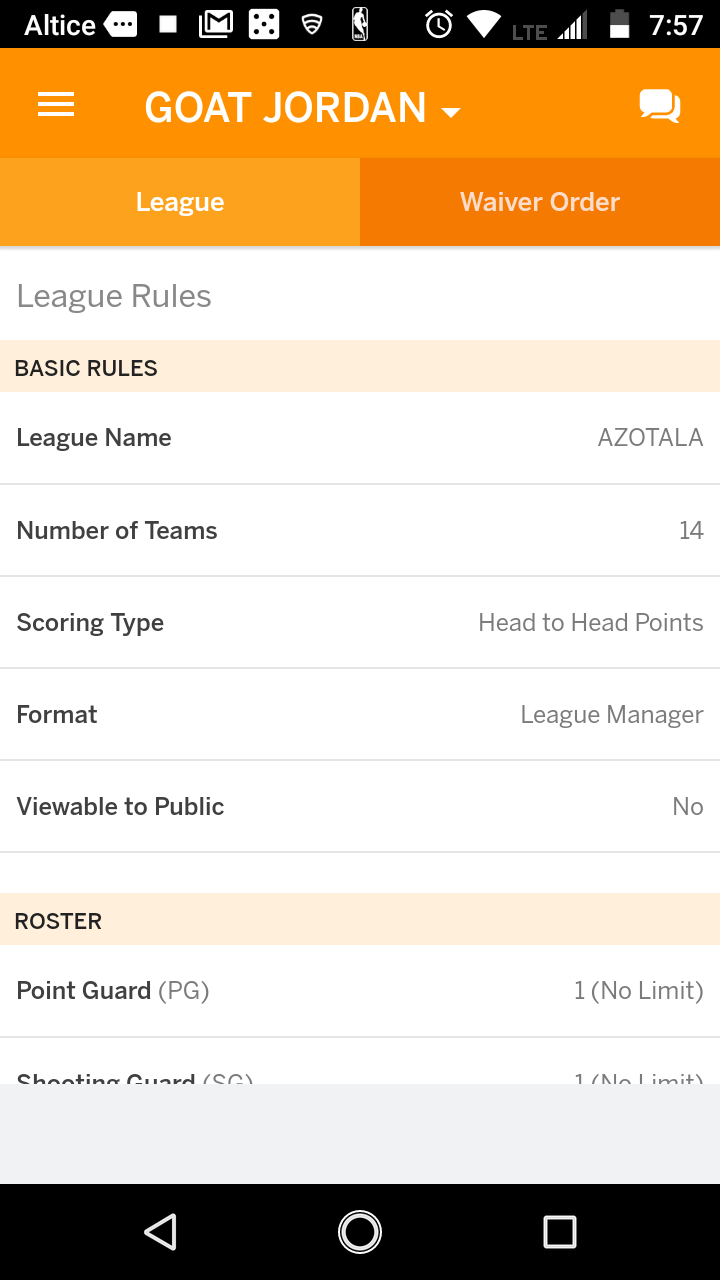 Altice LTE 7:57
GOAT JORDAN
League Waiver Order
League Rules
BASIC RULES
League Name AZOTALA
Number of Teams 14
Scoring Type Head to Head Points
Format League Manager
Viewable to Public No
ROSTER
Point Guard (PG) 1 (No Limit)
Shooting Guard (SG) 1 (No Limit)